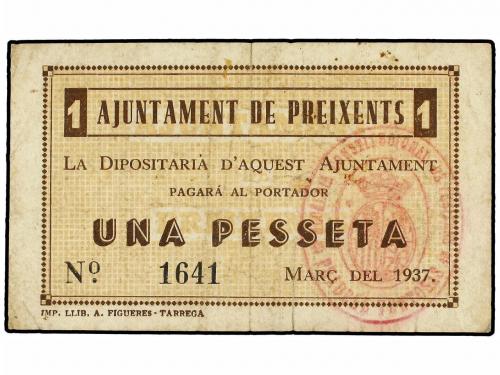 1 AJUNTAMENT DE PREIXENTS 1
LA DIPOSITARIA D'AQUEST AJUNTAMENT
PAGARÁ AL PORTADOR
UNA PESSETA
Nº. 1641 MARÇ DEL 1937.
IMP. LLIB. A. FIGUERES - TARREGA